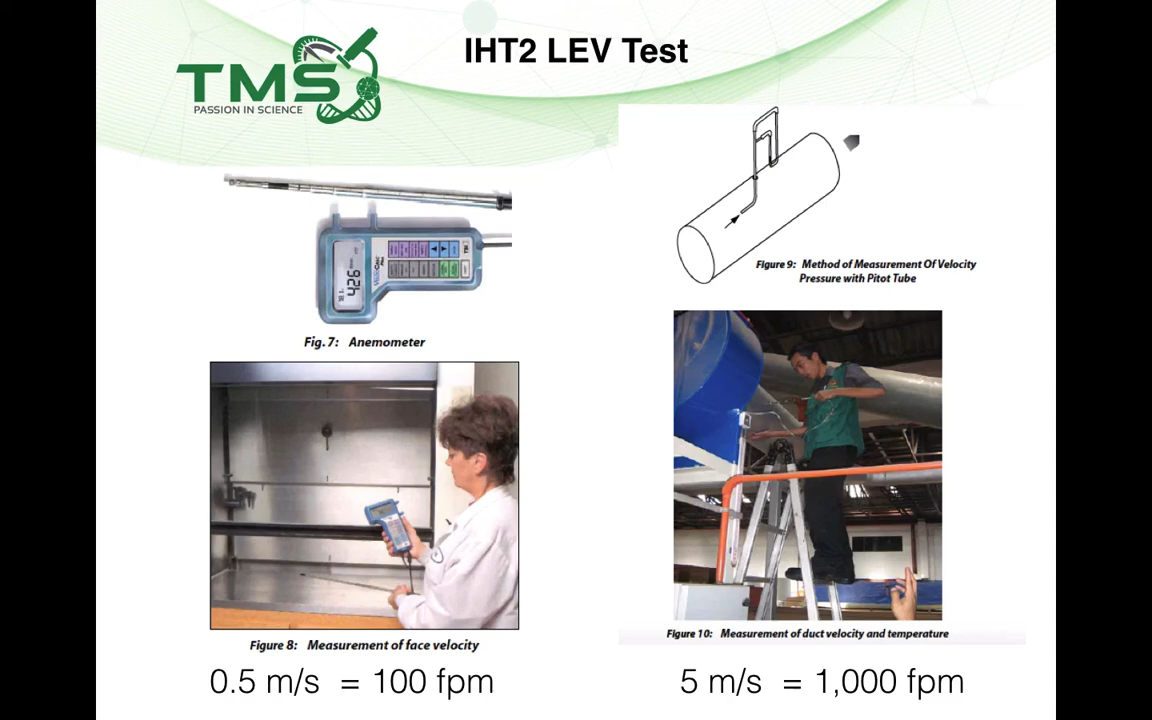 IHT2 LEV Test
TMS
PASSION IN SCIENCE
426
TSI
Fig.7: Anemometer
Figure 9: Method of Measurement Of Velocity
Pressure with Pitot Tube
Figure 8: Measurement of face velocity
Figure 10: Measurement of duct velocity and temperature
0.5 m/s = 100 fpm
5 m/s = 1,000 fpm